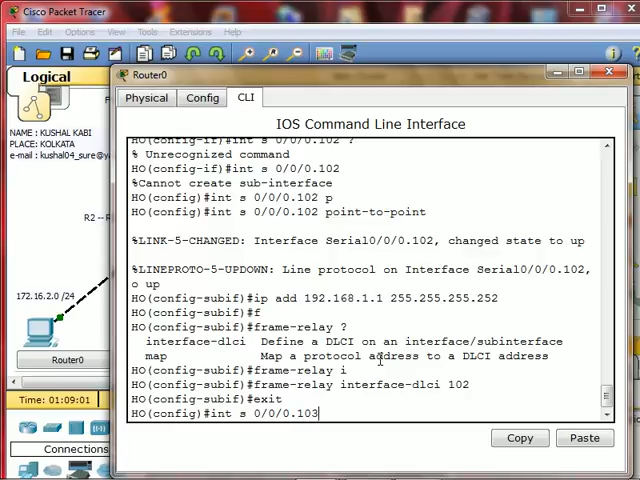 Cisco Packet Tracer
File Edit Options View Tools Extensions Help
Logical
NAME : KUSHAL KABI
PLACE: KOLKATA
R2 -- R
172.16.2.0 /24
Router0
Time: 01:09:01
Connections
Router0
Physical Config CLI
IOS Command Line Interface
HO(config-if)#int s 0/0/0.102 ?
% Unrecognized command
HO(config-if)#int s 0/0/0.102
%Cannot create sub-interface
HO(config)#int s 0/0/0.102 p
HO(config)#int s 0/0/0.102 point-to-point
%LINK-5-CHANGED: Interface Serial0/0/0.102, changed state to up
%LINEPROTO-5-UPDOWN: Line protocol on Interface Serial0/0/0.102,
o up
HO(config-subif)#ip add 192.168.1.1 255.255.255.252
HO(config-subif)#f
HO(config-subif)#frame-relay ?
interface-dlci Define a DLCI on an interface/subinterface
map Map a protocol address to a DLCI address
HO(config-subif)#frame-relay i
HO(config-subif)#frame-relay interface-dlci 102
HO(config-subif)#exit
HO(config)#int s 0/0/0.103
Copy Paste